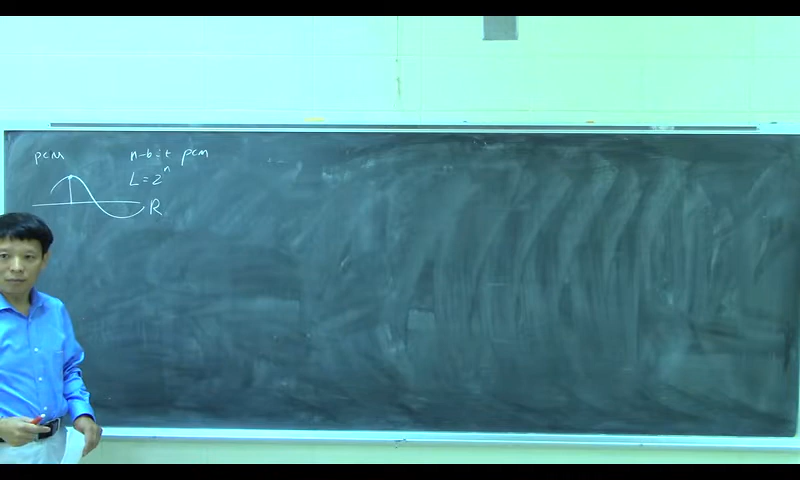 PCM
n-bit PCM
L = 2^n
R